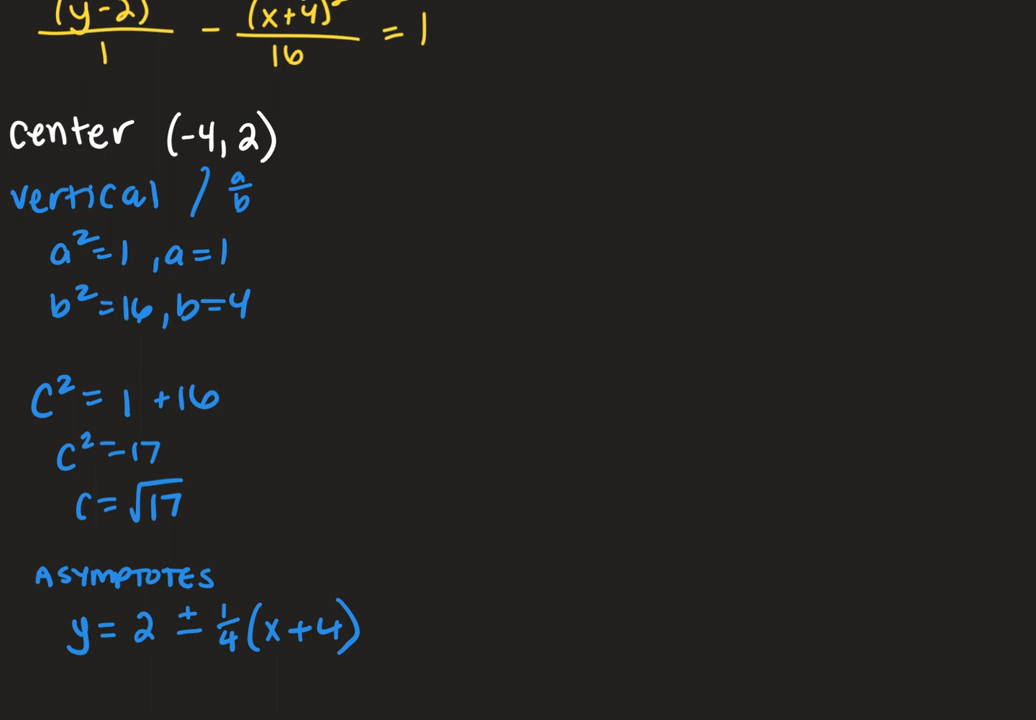 (y-2)/1 - (x+4)²/16 = 1
center (-4, 2)
vertical / a/b
a² = 1, a = 1
b² = 16, b = 4
c² = 1 + 16
c² = 17
c = √17
ASYMPTOTES
y = 2 ± 1/4 (x+4)